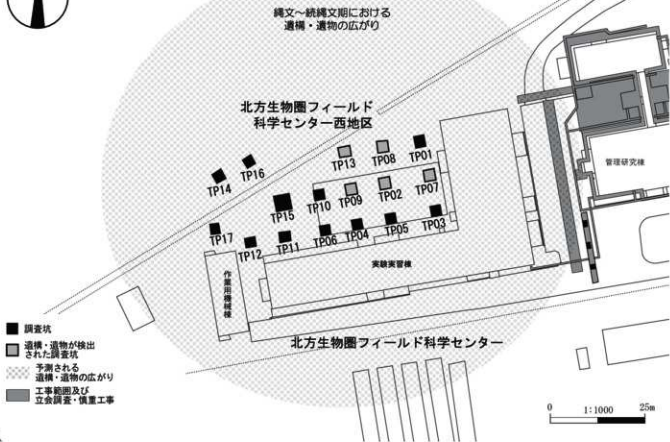 縄文～続縄文期における
遺構・遺物の広がり
北方生物圏フィールド
科学センター西地区
管理研究棟
TP13
TP08
TP01
TP14
TP16
TP15
TP10
TP09
TP02
TP07
TP17
TP12
TP11
TP06
TP04
TP05
TP03
実験実習棟
作業用機械棟
北方生物圏フィールド科学センター
調査坑
遺構・遺物が検出
された調査坑
予測される
遺構・遺物の広がり
工事範囲及び
立会調査・慎重工事
0 1:1000 25m